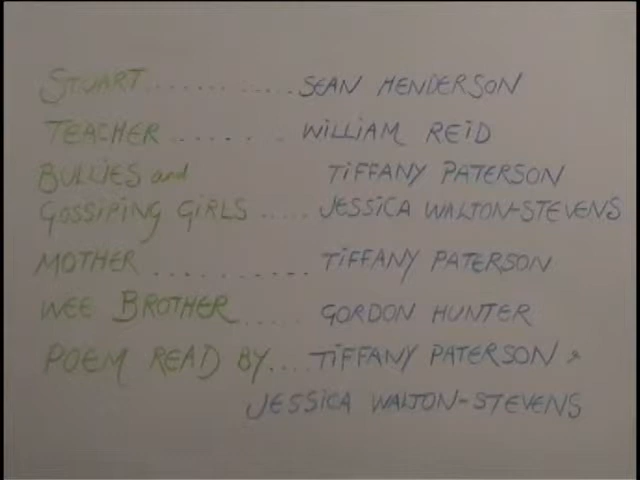 STUART............. SEAN HENDERSON
TEACHER ...... WILLIAM REID
BULLIES and TIFFANY PATERSON
GOSSIPING GIRLS ..... JESSICA WALTON-STEVENS
MOTHER .......... TIFFANY PATERSON
WEE BROTHER ..... GORDON HUNTER
POEM READ BY.... TIFFANY PATERSON &
JESSICA WALTON-STEVENS